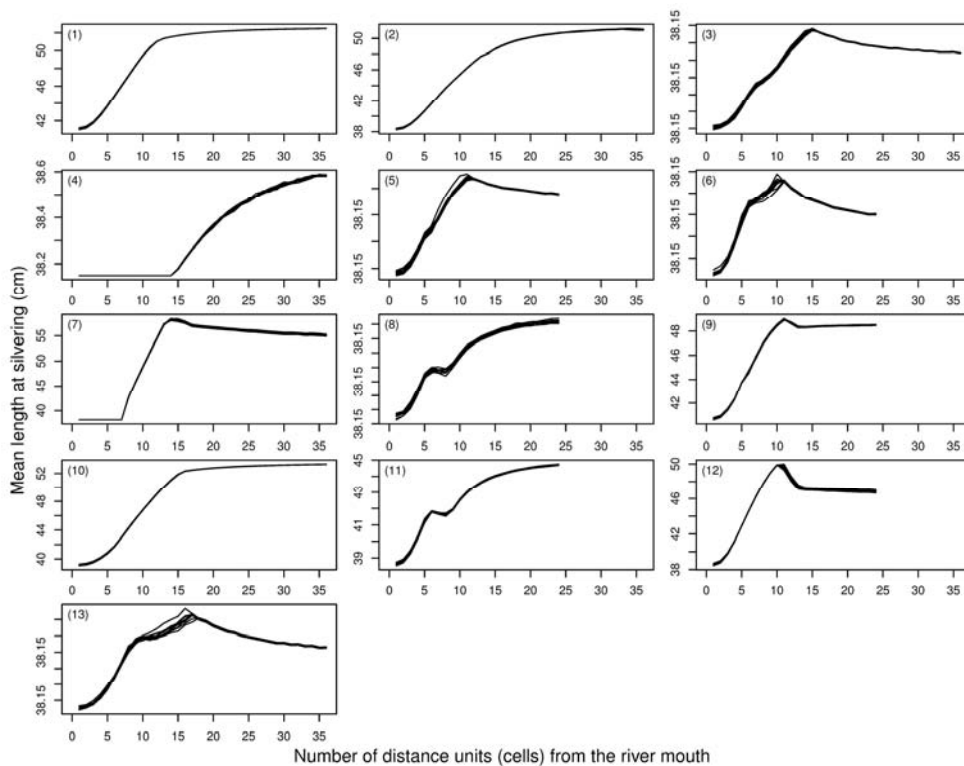 Mean length at silvering (cm)
(1)
42 46 50
0 5 10 15 20 25 30 35
(2)
38 42 46 50
0 5 10 15 20 25 30 35
(3)
38.15 38.15 38.15
0 5 10 15 20 25 30 35
(4)
38.2 38.4 38.6
0 5 10 15 20 25 30 35
(5)
38.15 38.15
0 5 10 15 20 25 30 35
(6)
38.15 38.15 38.15
0 5 10 15 20 25 30 35
(7)
40 45 50 55
0 5 10 15 20 25 30 35
(8)
38.15 38.15 38.15
0 5 10 15 20 25 30 35
(9)
42 44 46 48
0 5 10 15 20 25 30 35
(10)
40 44 48 52
0 5 10 15 20 25 30 35
(11)
39 41 43 45
0 5 10 15 20 25 30 35
(12)
38 42 46 50
0 5 10 15 20 25 30 35
(13)
38.15 38.15
0 5 10 15 20 25 30 35
Number of distance units (cells) from the river mouth